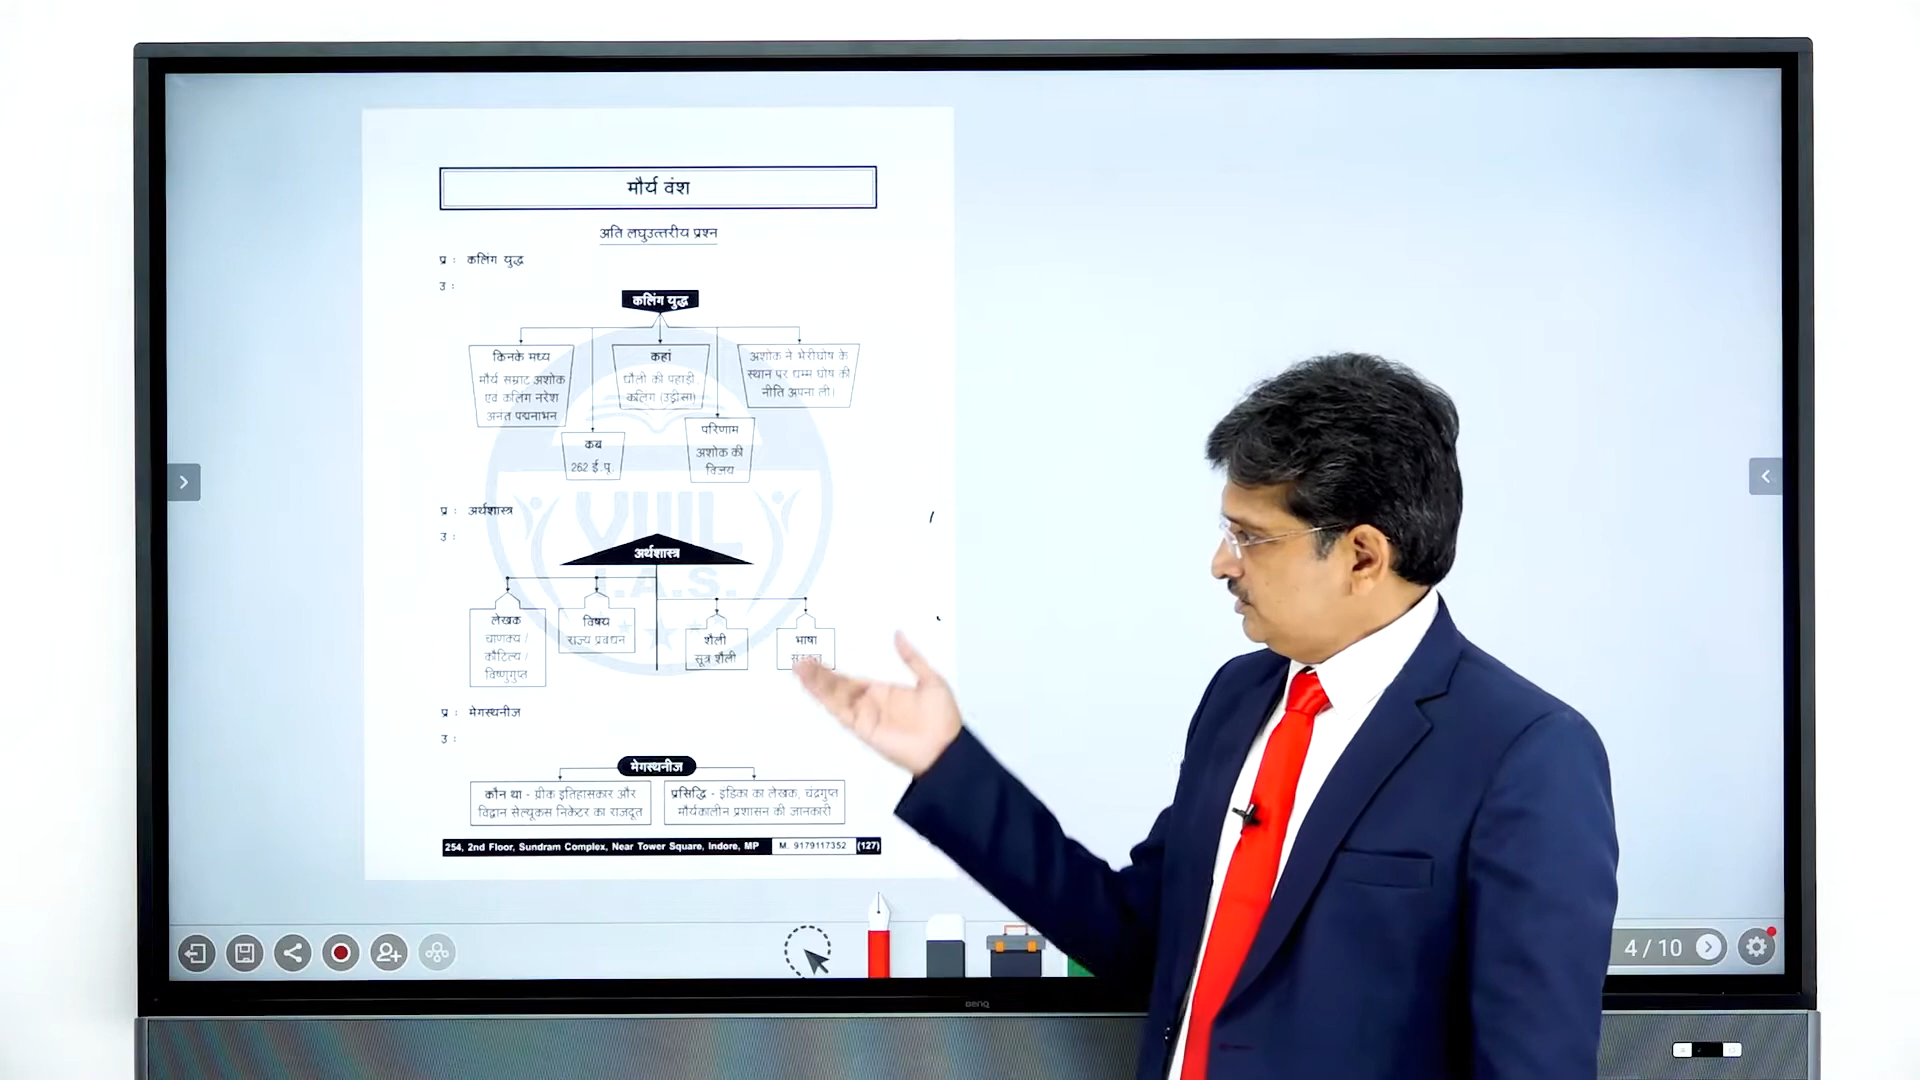 मौर्य वंश
अति लघुउत्तरीय प्रश्न
प्र : कलिंग युद्ध
उ :
कलिंग युद्ध
किनके मध्य
मौर्य सम्राट अशोक
एवं कलिंग नरेश
अनंत पद्मनाभन
कब
262 ई.पू.
कहां
धौली की पहाड़ी,
कलिंग (उड़ीसा)
परिणाम
अशोक की
विजय
अशोक ने भेरीघोष के
स्थान पर धम्म घोष की
नीति अपना ली।
प्र : अर्थशास्त्र
उ :
अर्थशास्त्र
लेखक
चाणक्य /
कौटिल्य /
विष्णुगुप्त
विषय
राज्य प्रबंधन
शैली
सूत्र शैली
भाषा
I.A.S.
प्र : मेगस्थनीज
उ :
मेगस्थनीज
कौन था - ग्रीक इतिहासकार और
विद्वान सेल्यूकस निकेटर का राजदूत
प्रसिद्धि - इंडिका का लेखक, चंद्रगुप्त
मौर्यकालीन प्रशासन की जानकारी
254, 2nd Floor, Sundram Complex, Near Tower Square, Indore, MP M. 9179117352 (127)
4 / 10
BenQ